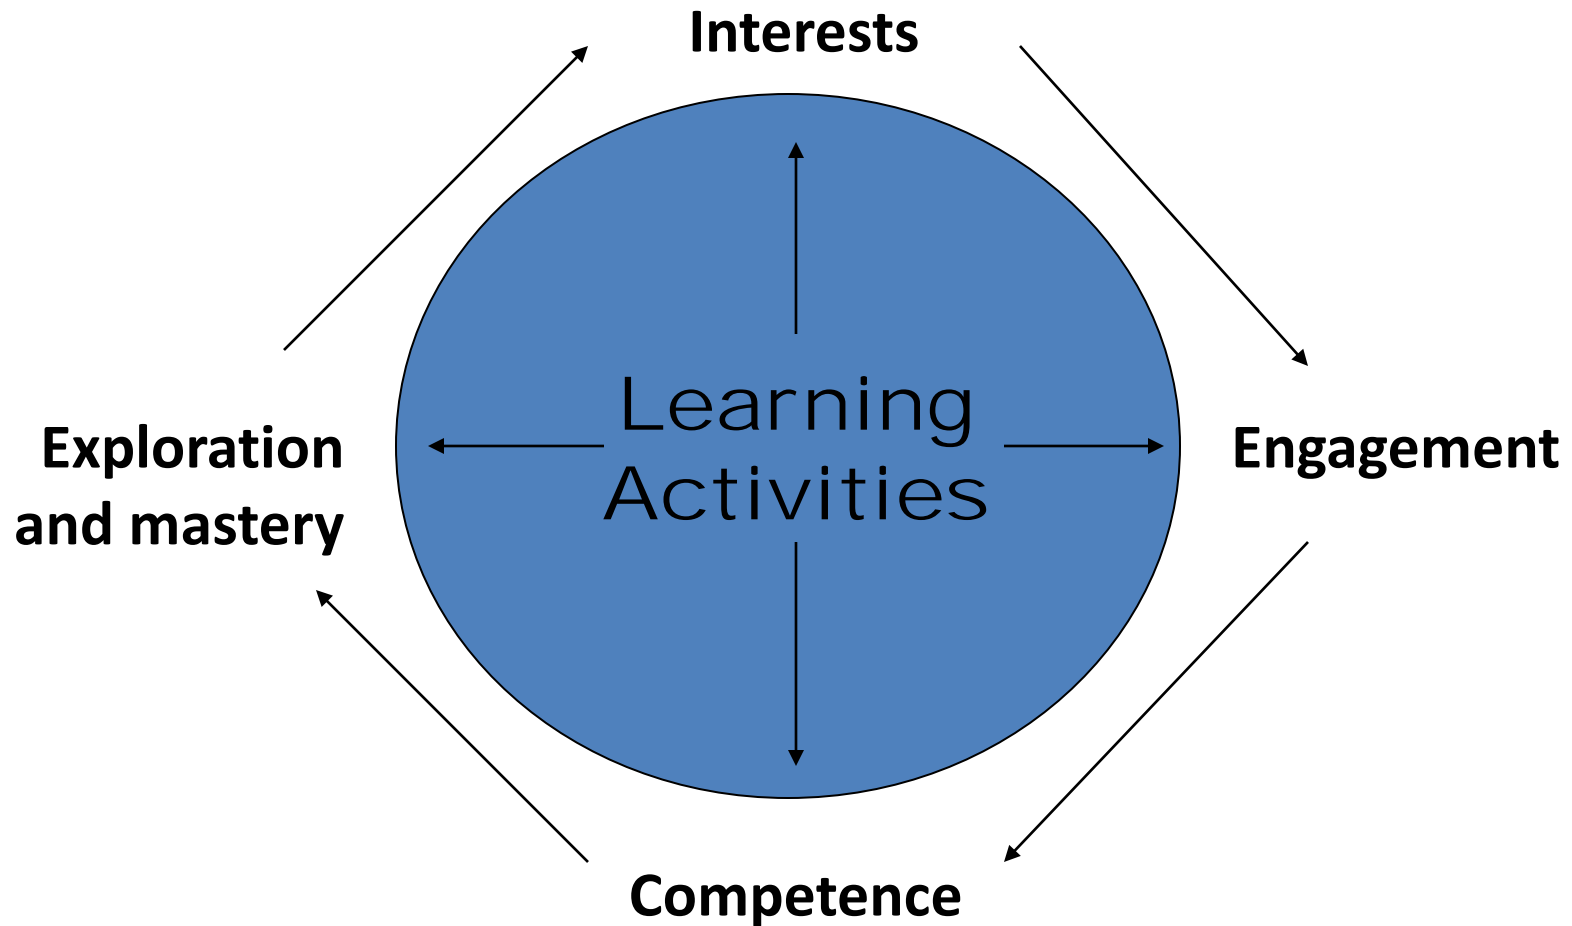 Interests
Learning
Activities
Exploration
and mastery
Engagement
Competence